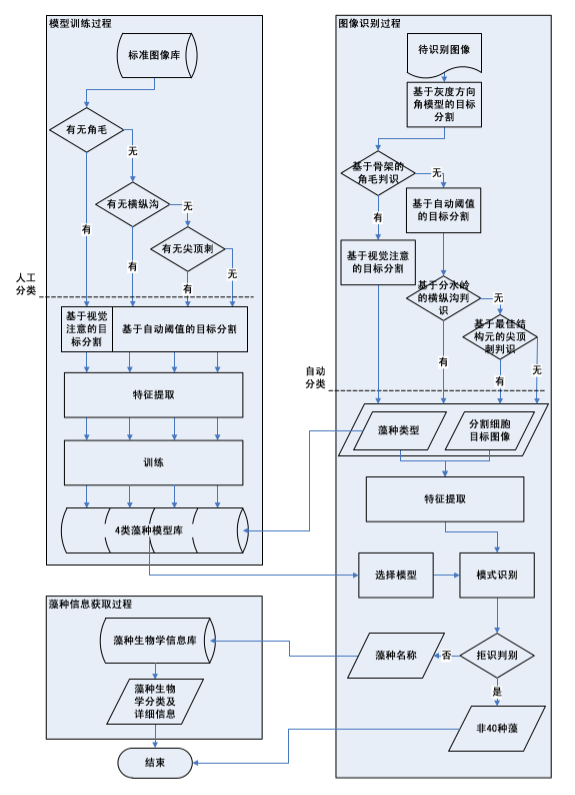 模型训练过程
标准图像库
有无角毛
无
有无横纵沟
无
有
有无尖顶刺
有
有
无
人工
分类
基于视觉
注意的目
标分割
基于自动阈值的目标分割
特征提取
训练
4类藻种模型库
图像识别过程
待识别图像
基于灰度方向
角模型的目标
分割
基于骨架的
角毛判识
无
有
基于自动阈值
的目标分割
基于视觉注意
的目标分割
基于分水岭
的横纵沟判
识
无
基于最佳结
构元的尖顶
刺判识
有
有
无
自动
分类
藻种类型
分割细胞
目标图像
特征提取
选择模型
模式识别
拒识判别
否
藻种名称
是
非40种藻
藻种信息获取过程
藻种生物学信息库
藻种生物
学分类及
详细信息
结束